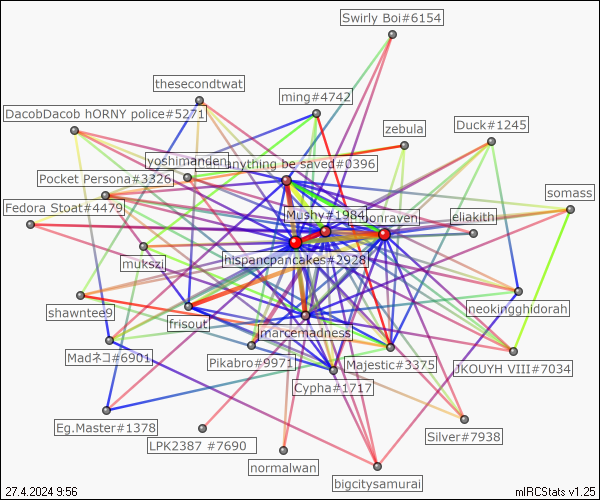 Swirly Boi#6154
thesecondtwat
ming#4742
DacobDacob hORNY police#5271
zebula
Duck#1245
yoshimanden
anything be saved#0396
Pocket Persona#3326
somass
Fedora Stoat#4479
Mushy#1984
onraven
eliakith
mukszi
hispancpancakes#2928
shawntee9
frisout
neokingghidorah
marcemadness
Madネコ#6901
Pikabro#9971
Majestic#3375
JKOUYH VIII#7034
Cypha#1717
Eg.Master#1378
Silver#7938
LPK2387 #7690
normalwan
bigcitysamurai
27.4.2024 9:56
mIRCStats v1.25